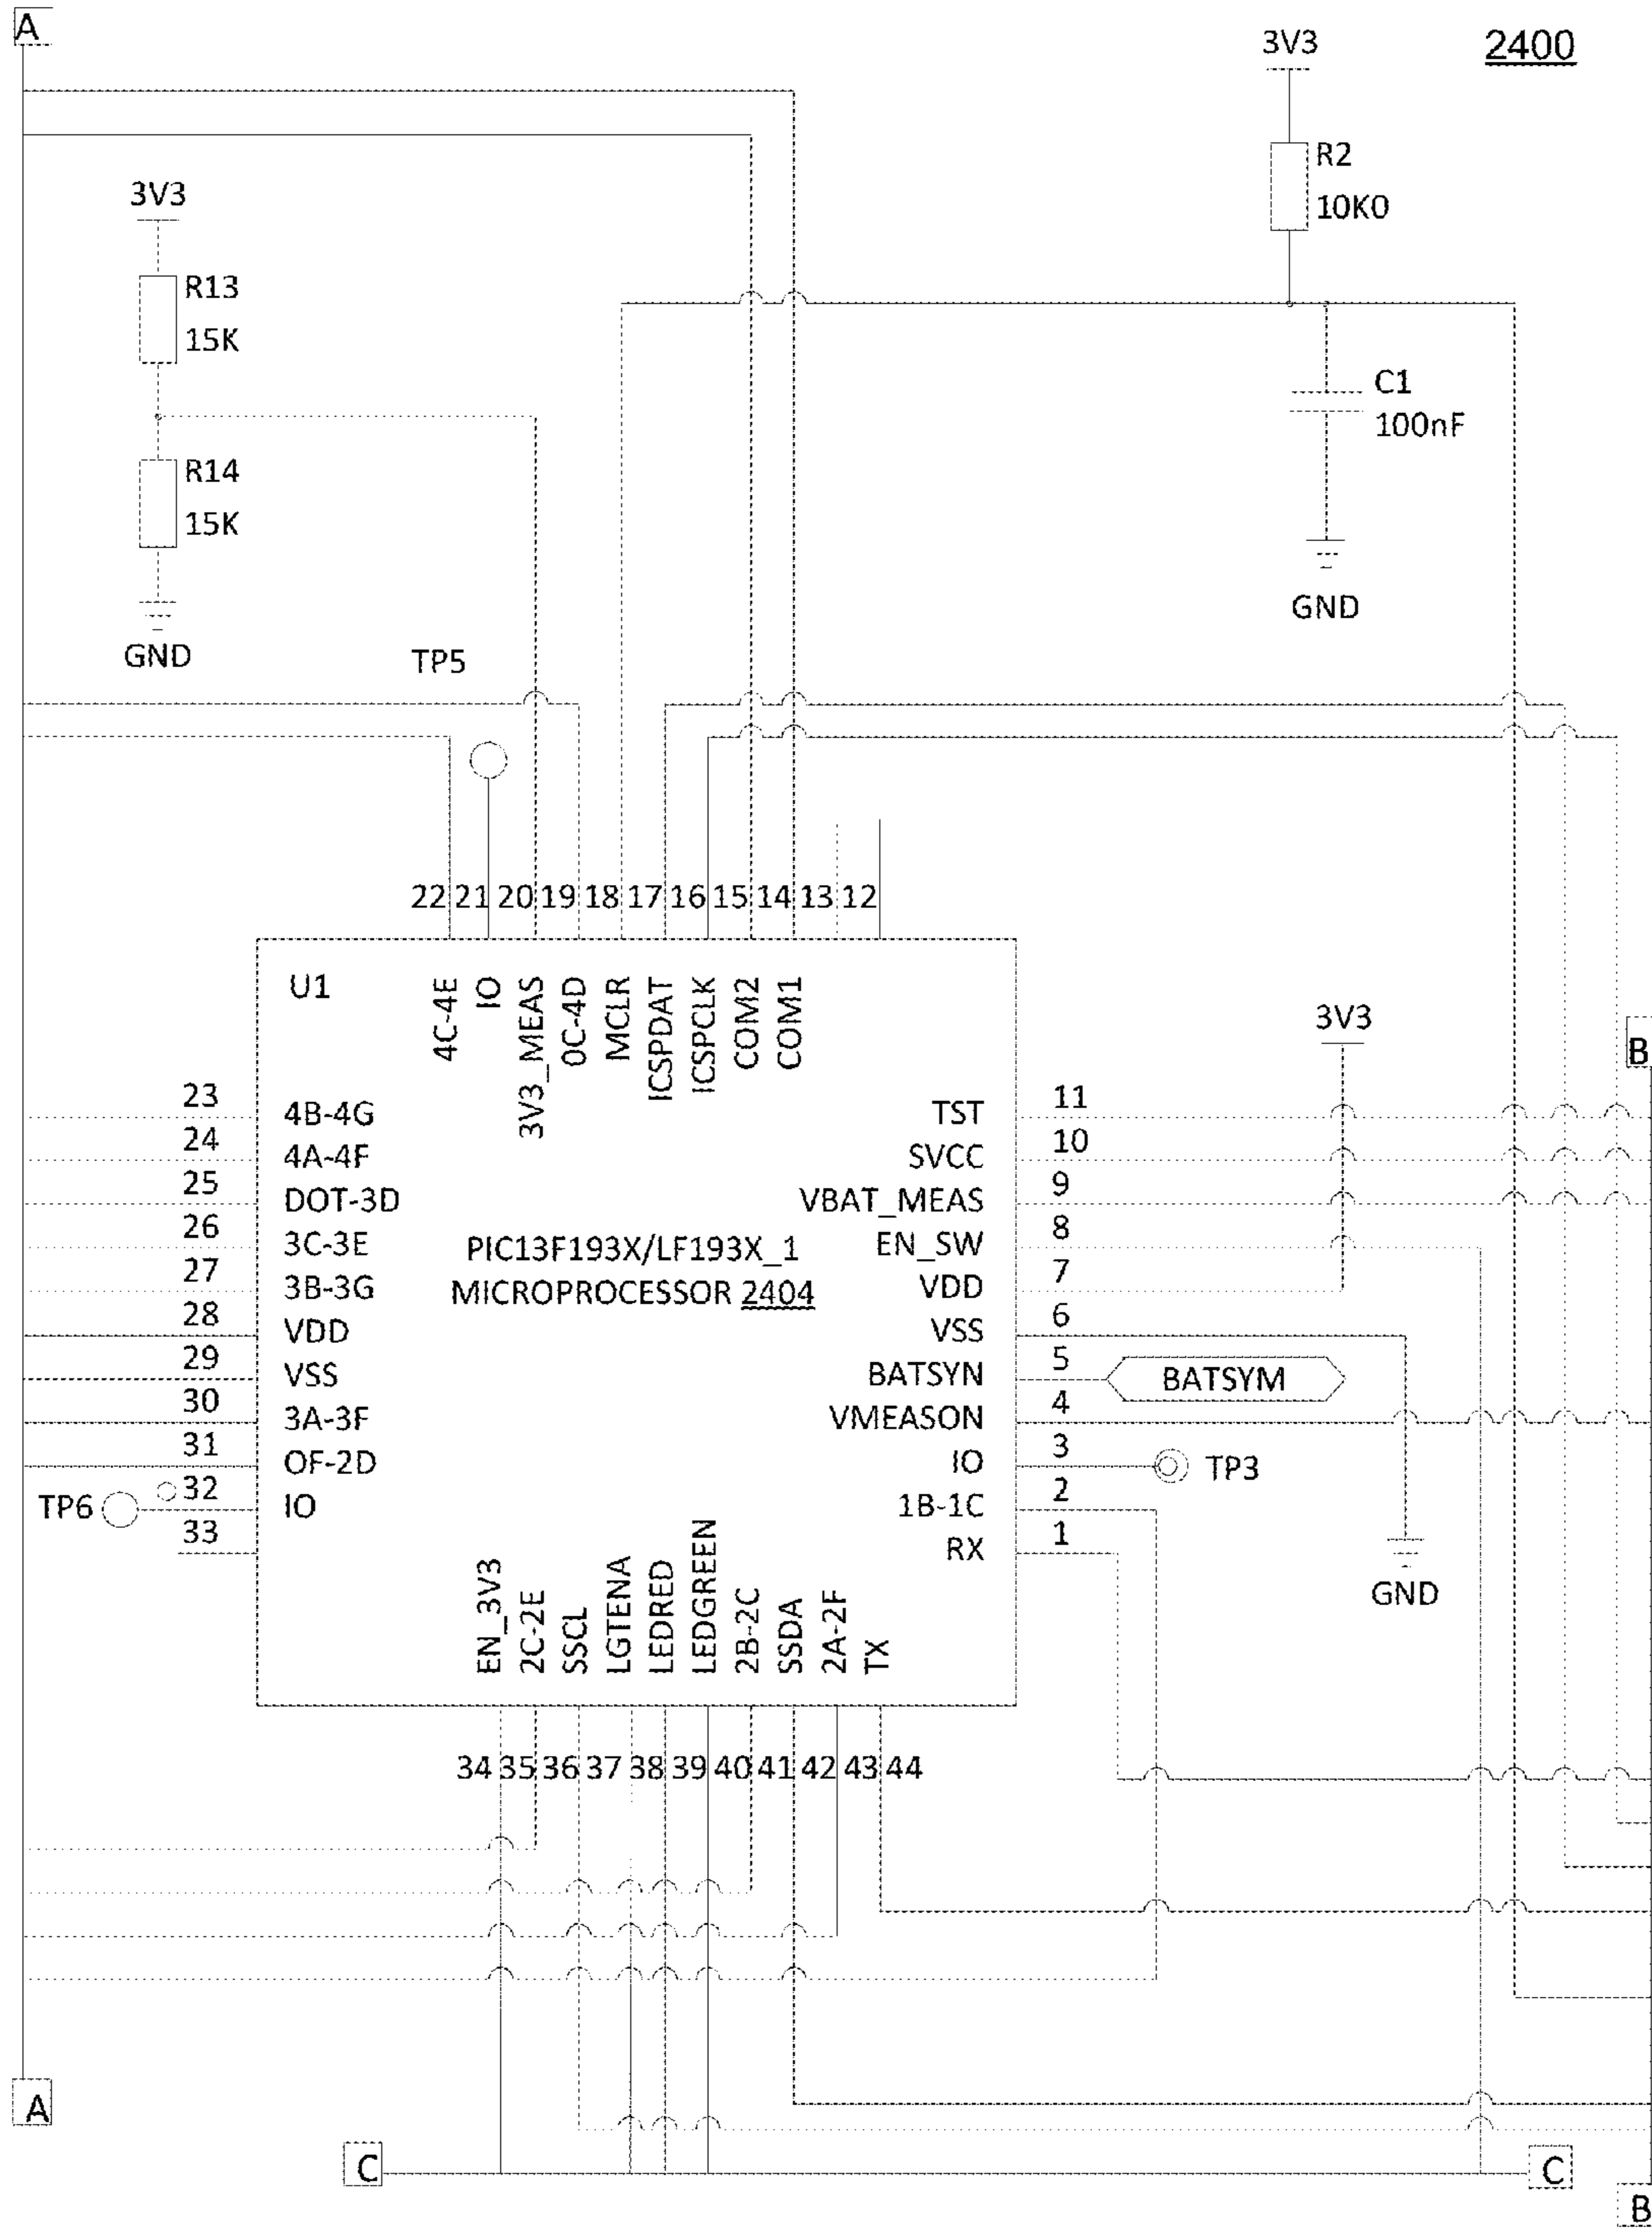 A
2400
3V3
R2
10K0
3V3
R13
15K
C1
100nF
R14
15K
GND
GND
TP5
22 21 20 19 18 17 16 15 14 13 12
U1
4C-4E
IO
3V3_MEAS
0C-4D
MCLR
ICSPDAT
ICSPCLK
COM2
COM1
3V3
B
23
4B-4G
24
4A-4F
25
DOT-3D
26
3C-3E
27
3B-3G
28
VDD
29
VSS
30
3A-3F
31
OF-2D
32
IO
TP6
33
PIC13F193X/LF193X_1
MICROPROCESSOR 2404
TST
11
SVCC
10
VBAT_MEAS
9
EN_SW
8
VDD
7
VSS
6
BATSYN
5
BATSYM
VMEASON
4
IO
3
TP3
1B-1C
2
RX
1
GND
EN_3V3
2C-2E
SSCL
LGTENA
LEDRED
LEDGREEN
2B-2C
SSDA
2A-2F
TX
34 35 36 37 38 39 40 41 42 43 44
A
C
C
B